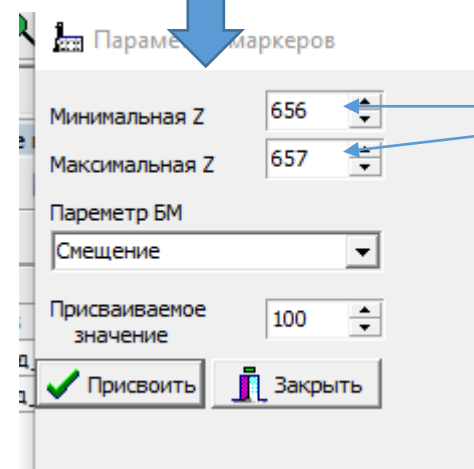 Параме маркеров
Минимальная Z 656
Максимальная Z 657
Пареметр БМ
Смещение
Присваиваемое
значение 100
Присвоить Закрыть